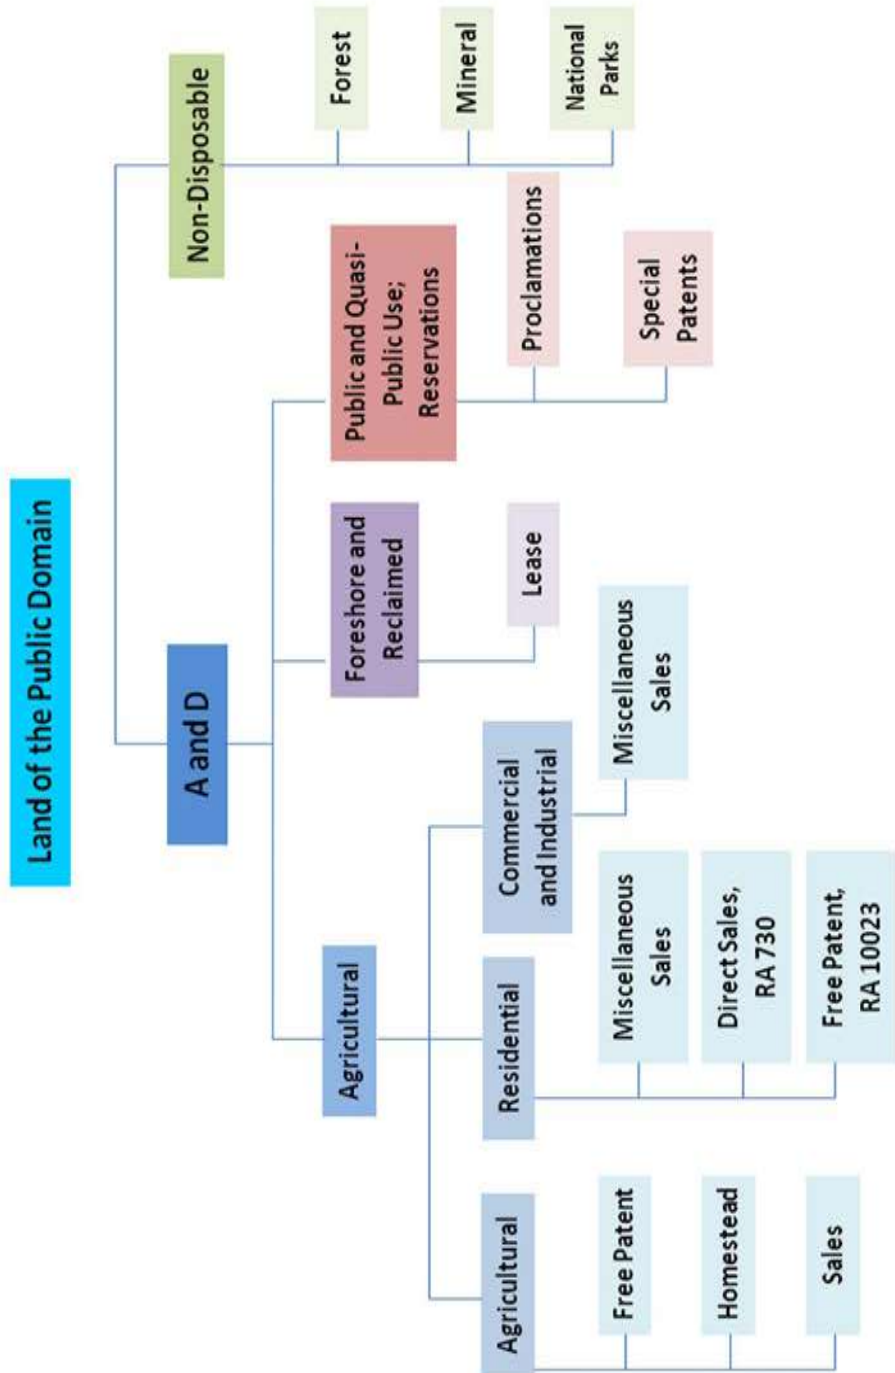 Land of the Public Domain
A and D
Non-Disposable
Agricultural
Foreshore and
Reclaimed
Public and Quasi-
Public Use;
Reservations
Forest
Mineral
National
Parks
Agricultural
Residential
Commercial
and Industrial
Lease
Proclamations
Special
Patents
Free Patent
Homestead
Sales
Miscellaneous
Sales
Direct Sales,
RA 730
Free Patent,
RA 10023
Miscellaneous
Sales